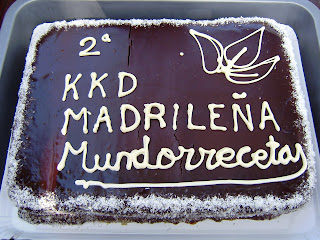 2ª
KKD
MADRILEÑA
Mundorrecetas